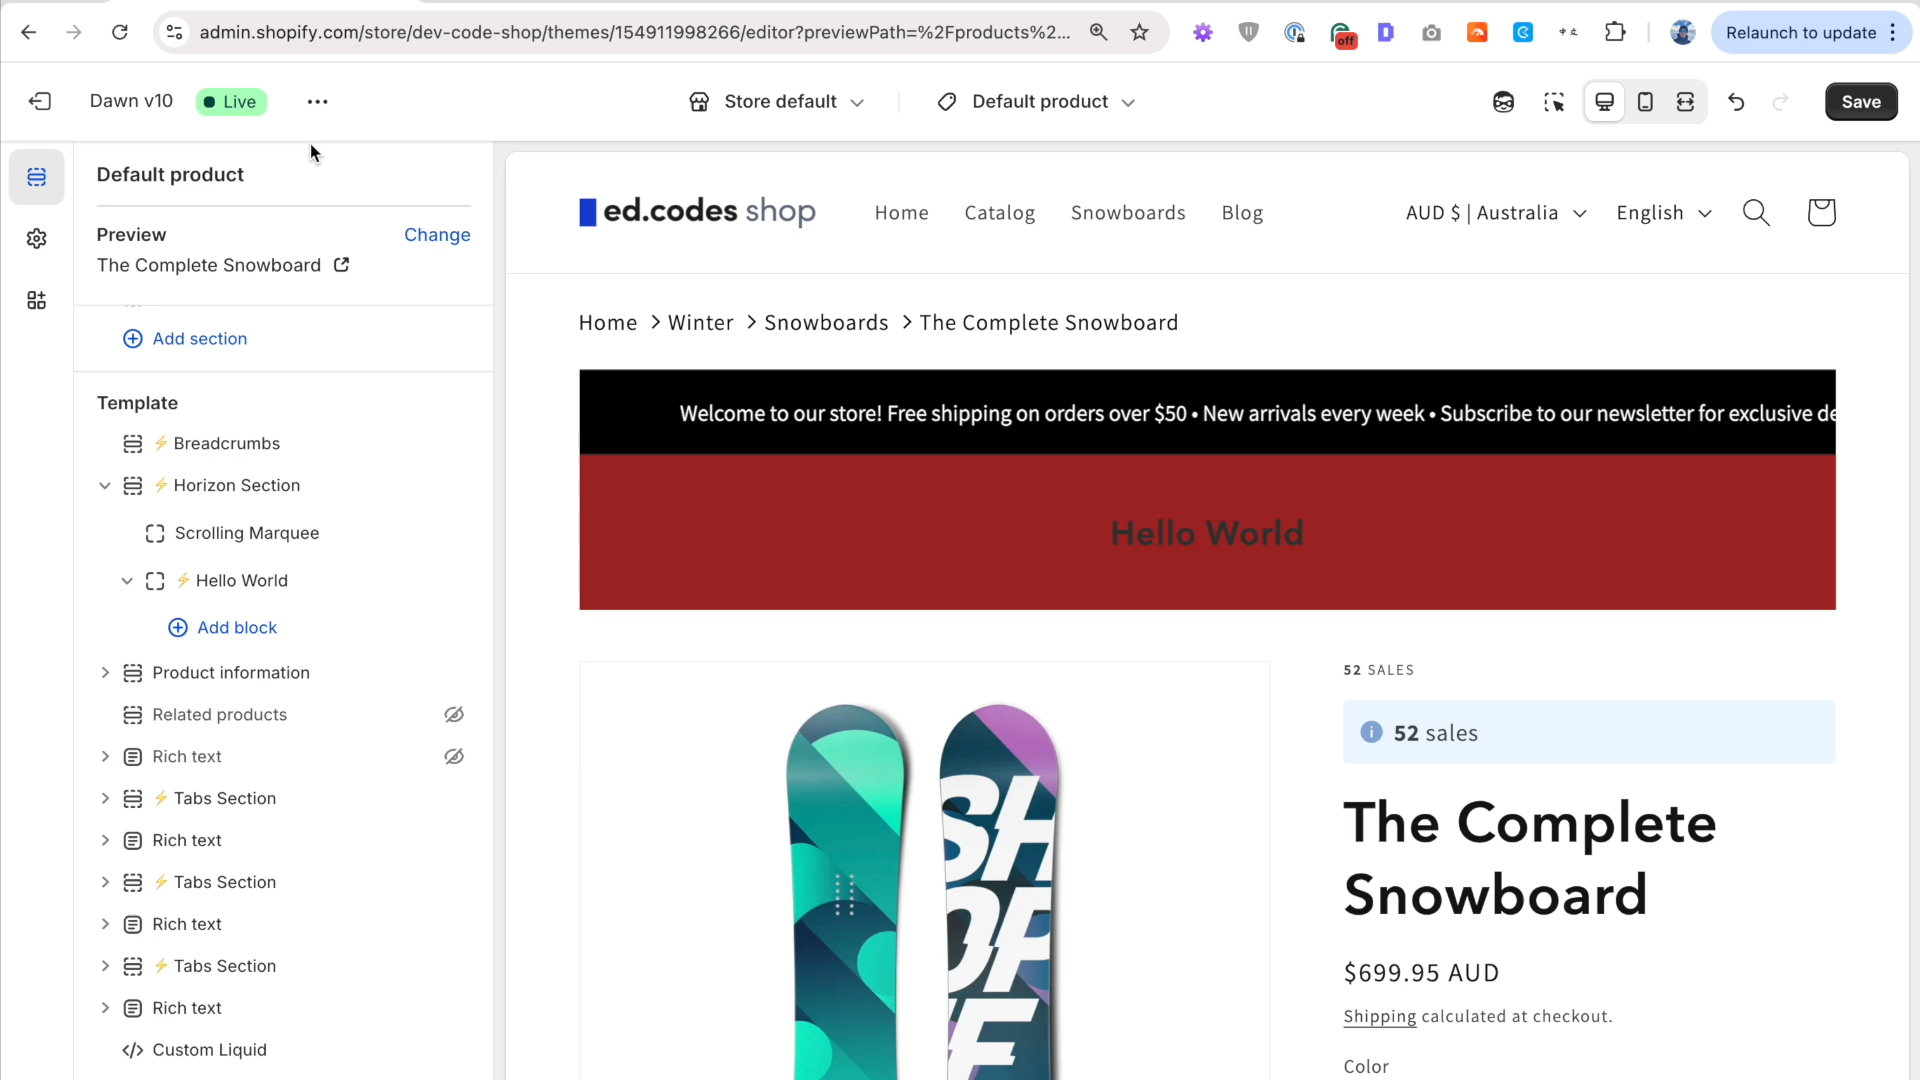 admin.shopify.com/store/dev-code-shop/themes/154911998266/editor?previewPath=%2Fproducts%2...
off
Relaunch to update
Dawn v10
Live
Store default
Default product
Save
Default product
Preview
Change
The Complete Snowboard
Add section
Template
Breadcrumbs
Horizon Section
Scrolling Marquee
Hello World
Add block
Product information
Related products
Rich text
Tabs Section
Rich text
Tabs Section
Rich text
Tabs Section
Rich text
Custom Liquid
ed.codes shop
Home
Catalog
Snowboards
Blog
AUD $ | Australia
English
Home > Winter > Snowboards > The Complete Snowboard
Welcome to our store! Free shipping on orders over $50 • New arrivals every week • Subscribe to our newsletter for exclusive de
Hello World
SH
OP
52 SALES
52 sales
The Complete
Snowboard
$699.95 AUD
Shipping calculated at checkout.
Color